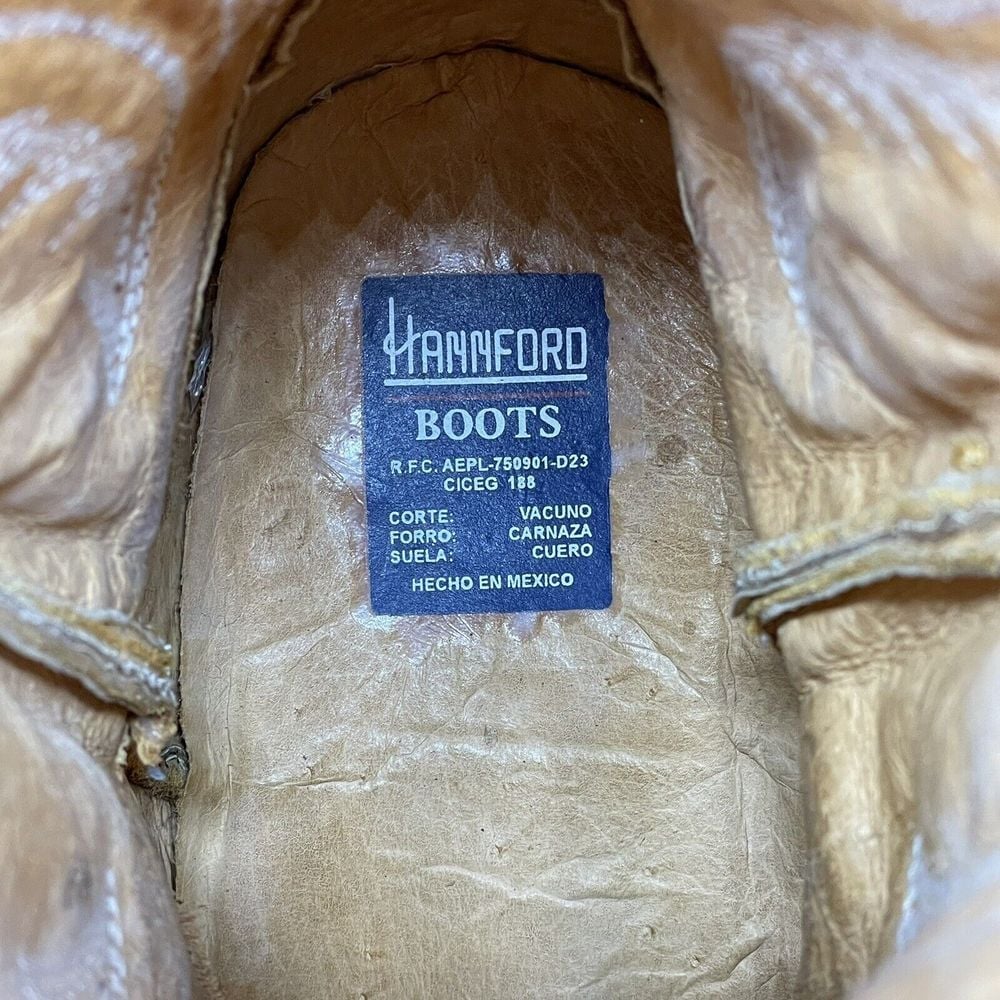 HANNFORD
BOOTS
R.F.C. AEPL-750901-D23
CICEG 188
CORTE: VACUNO
FORRO: CARNAZA
SUELA: CUERO
HECHO EN MEXICO